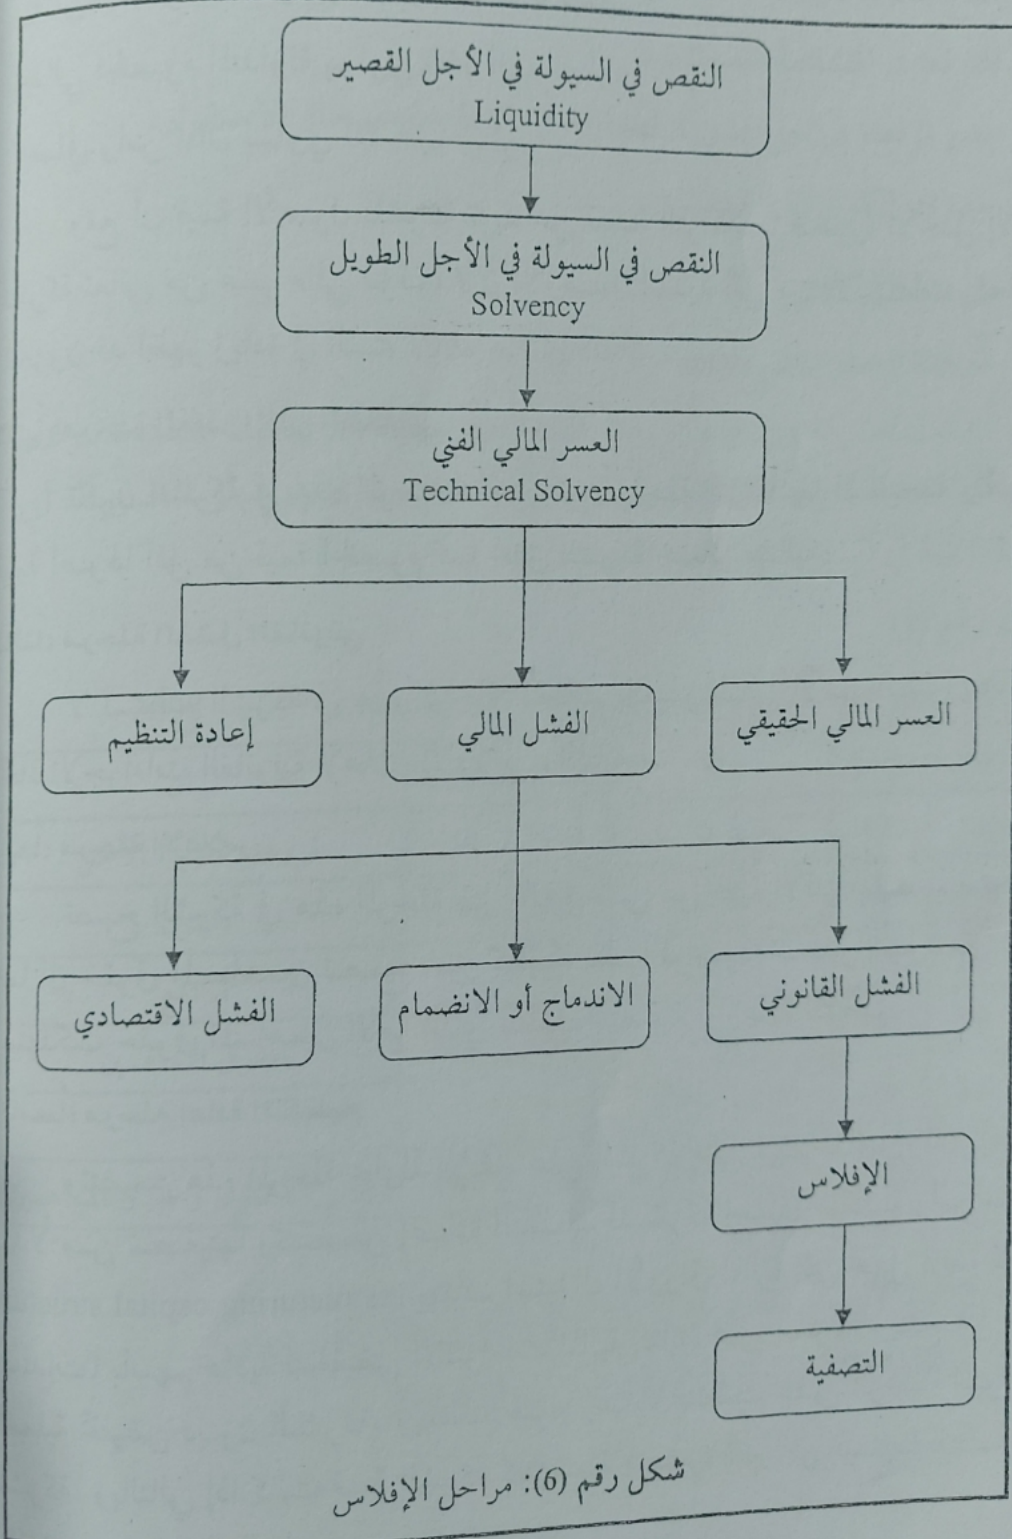 النقص في السيولة في الأجل القصير
Liquidity
النقص في السيولة في الأجل الطويل
Solvency
العسر المالي الفني
Technical Solvency
العسر المالي الحقيقي
الفشل المالي
إعادة التنظيم
الفشل القانوني
الاندماج أو الانضمام
الفشل الاقتصادي
الإفلاس
التصفية
شكل رقم (6): مراحل الإفلاس